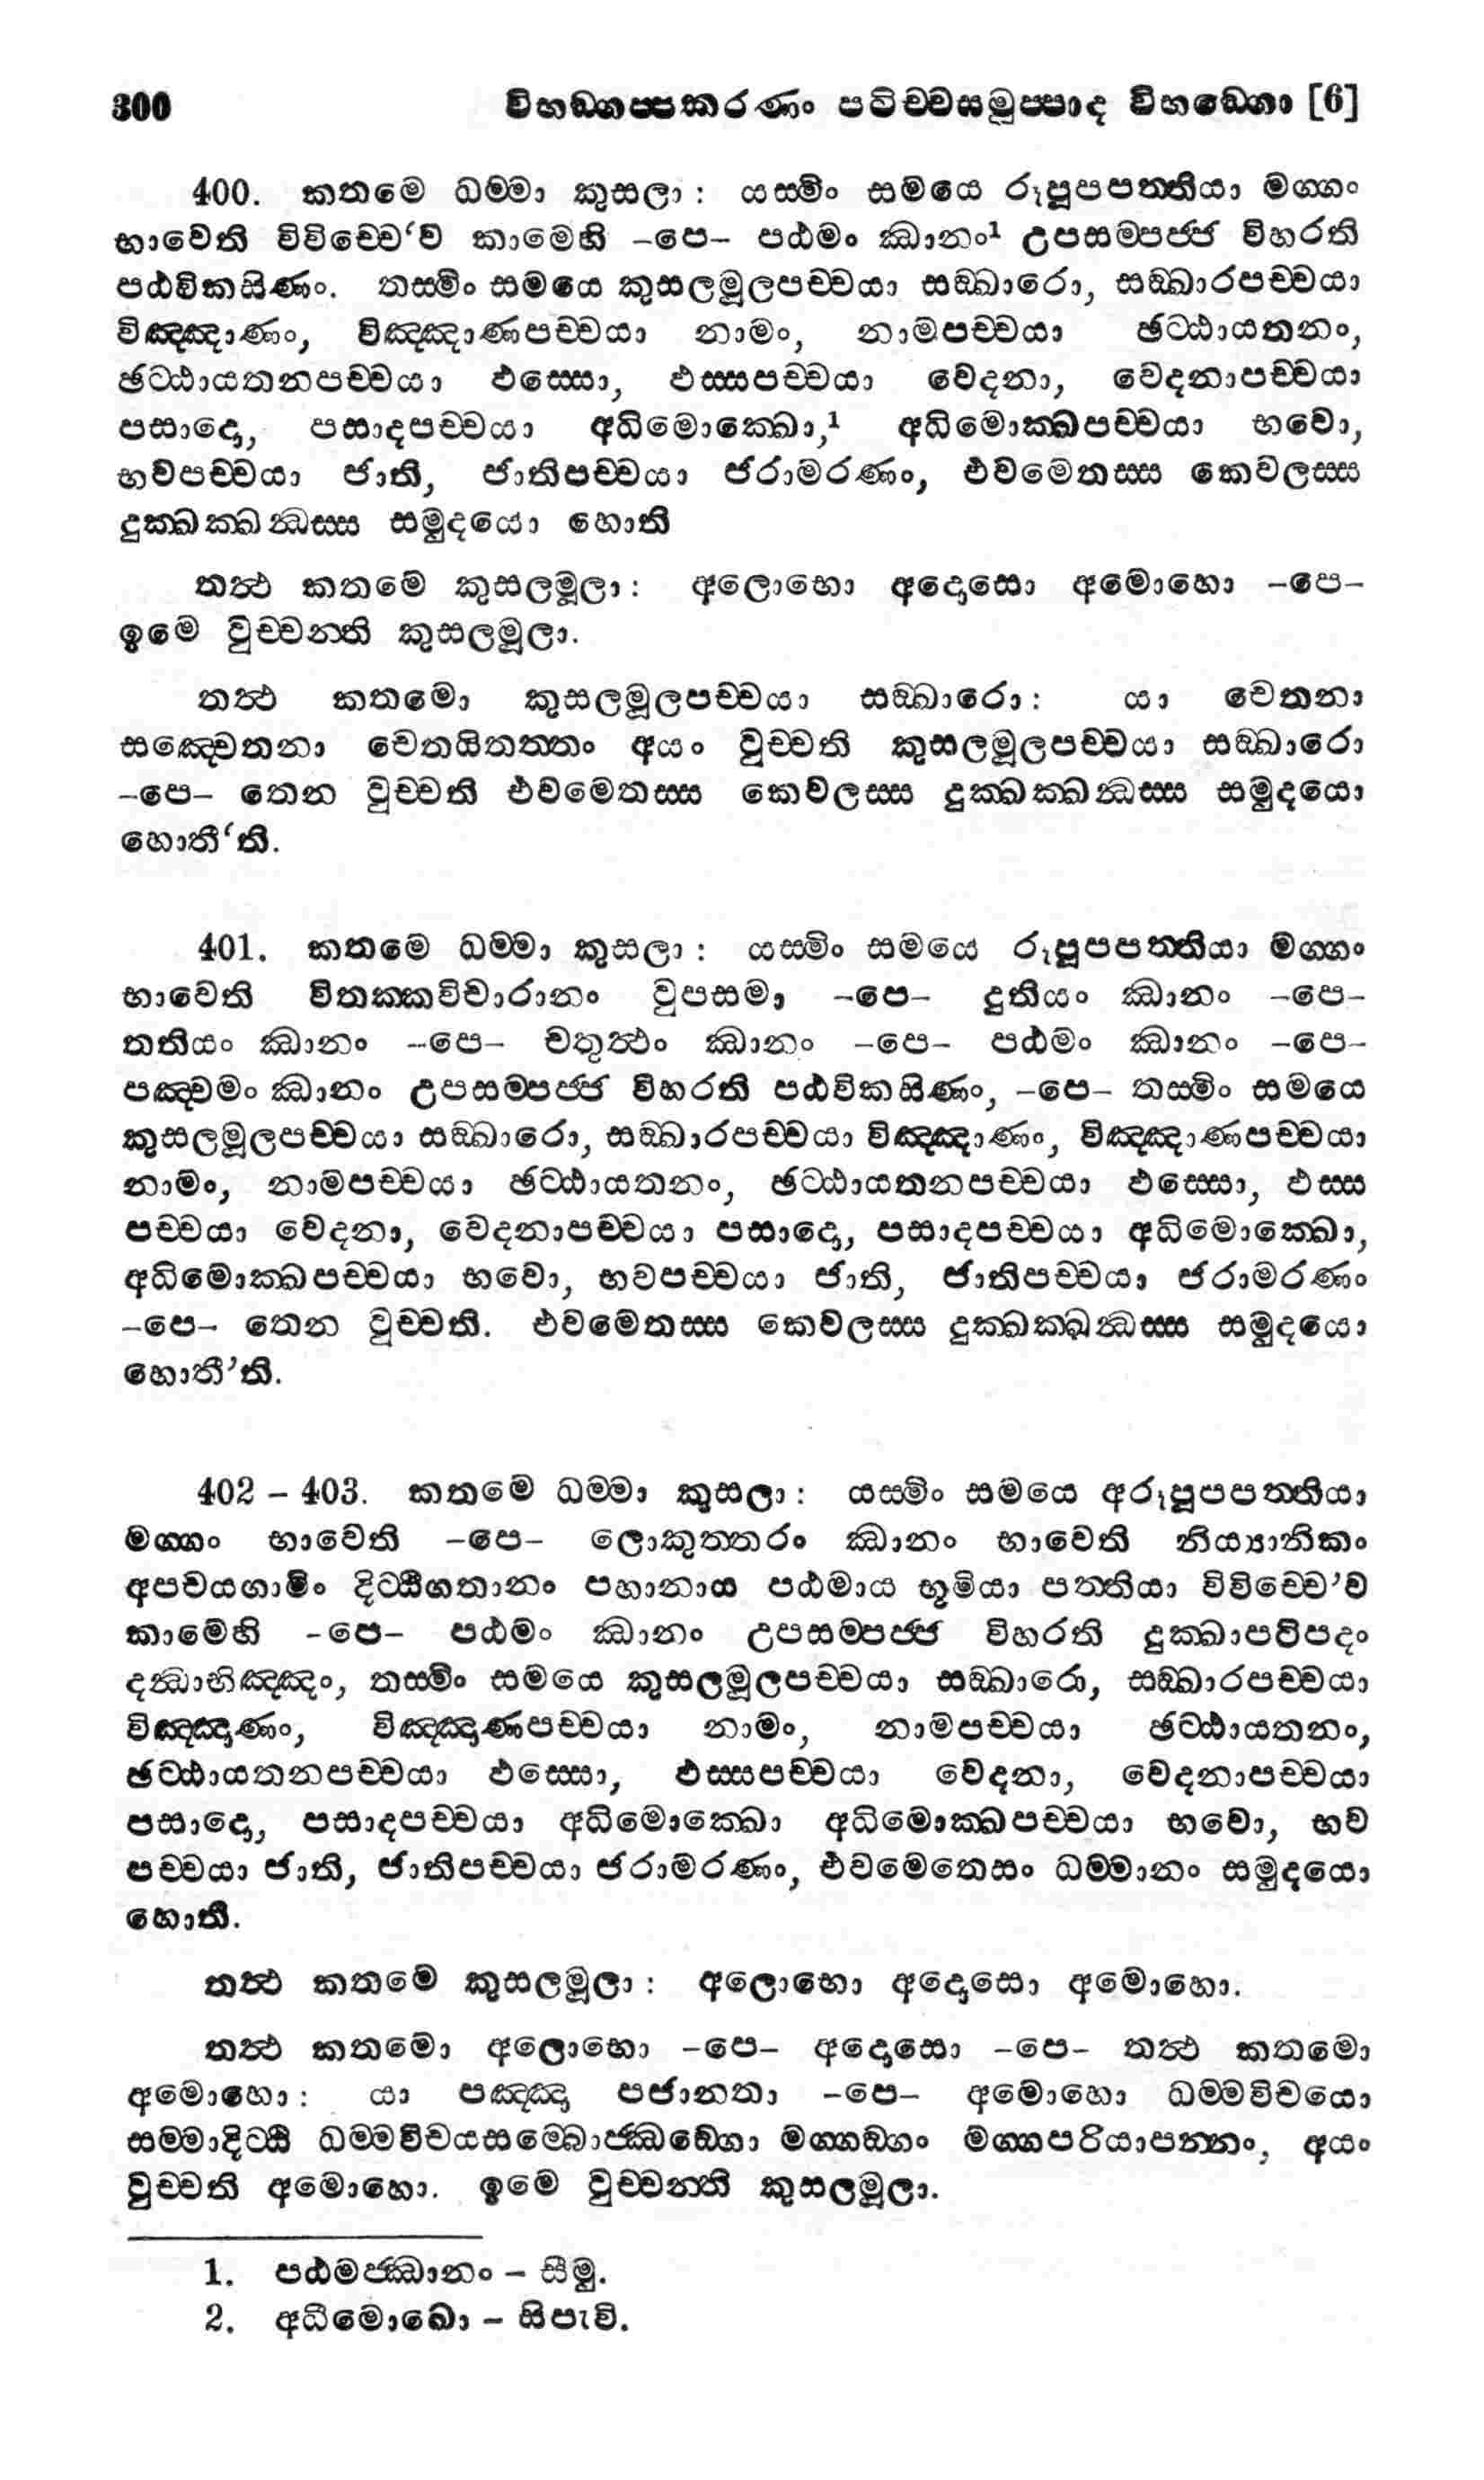 300 විභඞ්ගප්පකරණං පටිච්චසමුප්පාද විභඞ්ගො [6]
400. කතමෙ ධම්මා කුසලා : යස්මිං සමයෙ රූපූපපත්තියා මග්ගං
භාවෙති විවිච්චෙ‘ව කාමෙහි –පෙ– පඨමං ඣානං¹ උපසම්පජ්ජ විහරති
පඨවිකසිණං. තස්මිං සමයෙ කුසලමූලපච්චයා සඞ්ඛාරො, සඞ්ඛාරපච්චයා
විඤ්ඤාණං, විඤ්ඤාණපච්චයා නාමං, නාමපච්චයා ඡට්ඨායතනං,
ඡට්ඨායතනපච්චයා ඵස්සො, ඵස්සපච්චයා වෙදනා, වෙදනාපච්චයා
පසාදො, පසාදපච්චයා අධිමොක්ඛො,¹ අධිමොක්ඛපච්චයා භවො,
භවපච්චයා ජාති, ජාතිපච්චයා ජරාමරණං, එවමෙතස්ස කෙවලස්ස
දුක්ඛක්ඛන්ධස්ස සමුදයො හොති
තත්ථ කතමෙ කුසලමූලා : අලොභො අදොසො අමොහො –පෙ–
ඉමෙ වුච්චන්ති කුසලමූලා.
තත්ථ කතමො කුසලමූලපච්චයා සඞ්ඛාරො : යා චෙතනා
සඤ්චෙතනා චෙතයිතත්තං අයං වුච්චති කුසලමූලපච්චයා සඞ්ඛාරො
–පෙ– තෙන වුච්චති එවමෙතස්ස කෙවලස්ස දුක්ඛක්ඛන්ධස්ස සමුදයො
හොතී‘ති.
401. කතමෙ ධම්මා කුසලා : යස්මිං සමයෙ රූපූපපත්තියා මග්ගං
භාවෙති විතක්කවිචාරානං වූපසමා –පෙ– දුතියං ඣානං –පෙ–
තතියං ඣානං –පෙ– චතුත්ථං ඣානං –පෙ– පඨමං ඣානං –පෙ–
පඤ්චමං ඣානං උපසම්පජ්ජ විහරති පඨවිකසිණං, –පෙ– තස්මිං සමයෙ
කුසලමූලපච්චයා සඞ්ඛාරො, සඞ්ඛාරපච්චයා විඤ්ඤාණං, විඤ්ඤාණපච්චයා
නාමං, නාමපච්චයා ඡට්ඨායතනං, ඡට්ඨායතනපච්චයා ඵස්සො, ඵස්ස
පච්චයා වෙදනා, වෙදනාපච්චයා පසාදො, පසාදපච්චයා අධිමොක්ඛො,
අධිමොක්ඛපච්චයා භවො, භවපච්චයා ජාති, ජාතිපච්චයා ජරාමරණං
–පෙ– තෙන වුච්චති. එවමෙතස්ස කෙවලස්ස දුක්ඛක්ඛන්ධස්ස සමුදයො
හොතී’ති.
402 – 403. කතමෙ ධම්මා කුසලා : යස්මිං සමයෙ අරූපූපපත්තියා
මග්ගං භාවෙති –පෙ– ලොකුත්තරං ඣානං භාවෙති නිය්‍යානිකං
අපචයගාමිං දිට්ඨිගතානං පහානාය පඨමාය භූමියා පත්තියා විවිච්චෙ’ව
කාමෙහි –පෙ– පඨමං ඣානං උපසම්පජ්ජ විහරති දුක්ඛාපටිපදං
දන්ධාභිඤ්ඤං, තස්මිං සමයෙ කුසලමූලපච්චයා සඞ්ඛාරො, සඞ්ඛාරපච්චයා
විඤ්ඤාණං, විඤ්ඤාණපච්චයා නාමං, නාමපච්චයා ඡට්ඨායතනං,
ඡට්ඨායතනපච්චයා ඵස්සො, ඵස්සපච්චයා වෙදනා, වෙදනාපච්චයා
පසාදො, පසාදපච්චයා අධිමොක්ඛො අධිමොක්ඛපච්චයා භවො, භව
පච්චයා ජාති, ජාතිපච්චයා ජරාමරණං, එවමෙතෙසං ධම්මානං සමුදයො
හොති.
තත්ථ කතමෙ කුසලමූලා : අලොභො අදොසො අමොහො.
තත්ථ කතමො අලොභො –පෙ– අදොසො –පෙ– තත්ථ කතමො
අමොහො : යා පඤ්ඤා පජානනා –පෙ– අමොහො ධම්මවිචයො
සම්මාදිට්ඨි ධම්මවිචයසම්බොජ්ඣඞ්ගො මග්ගඞ්ගං මග්ගපරියාපන්නං, අයං
වුච්චති අමොහො. ඉමෙ වුච්චන්ති කුසලමූලා.
1. පඨමජ්ඣානං – සීමු.
2. අධිමොඛො – සිපැවි.